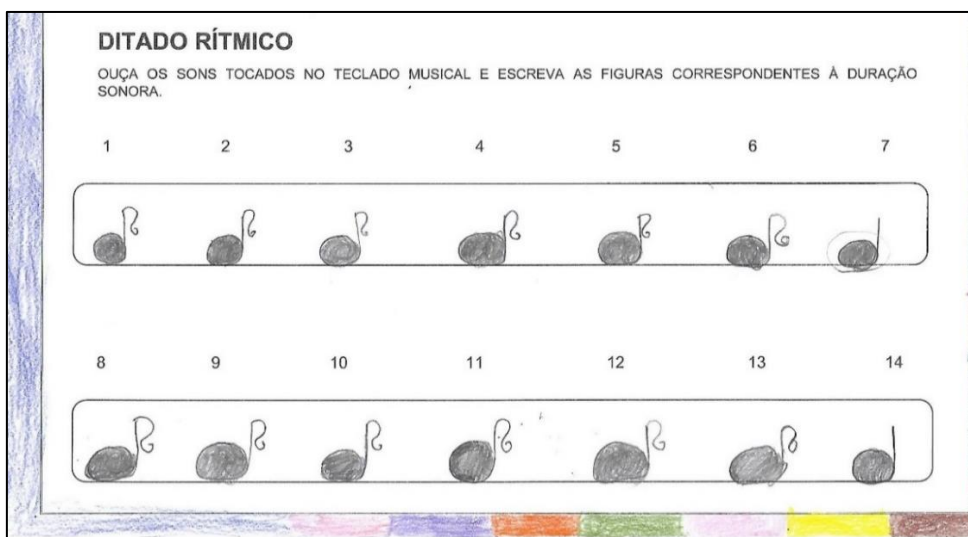 DITADO RÍTMICO
OUÇA OS SONS TOCADOS NO TECLADO MUSICAL E ESCREVA AS FIGURAS CORRESPONDENTES À DURAÇÃO
SONORA.
1 2 3 4 5 6 7
8 9 10 11 12 13 14